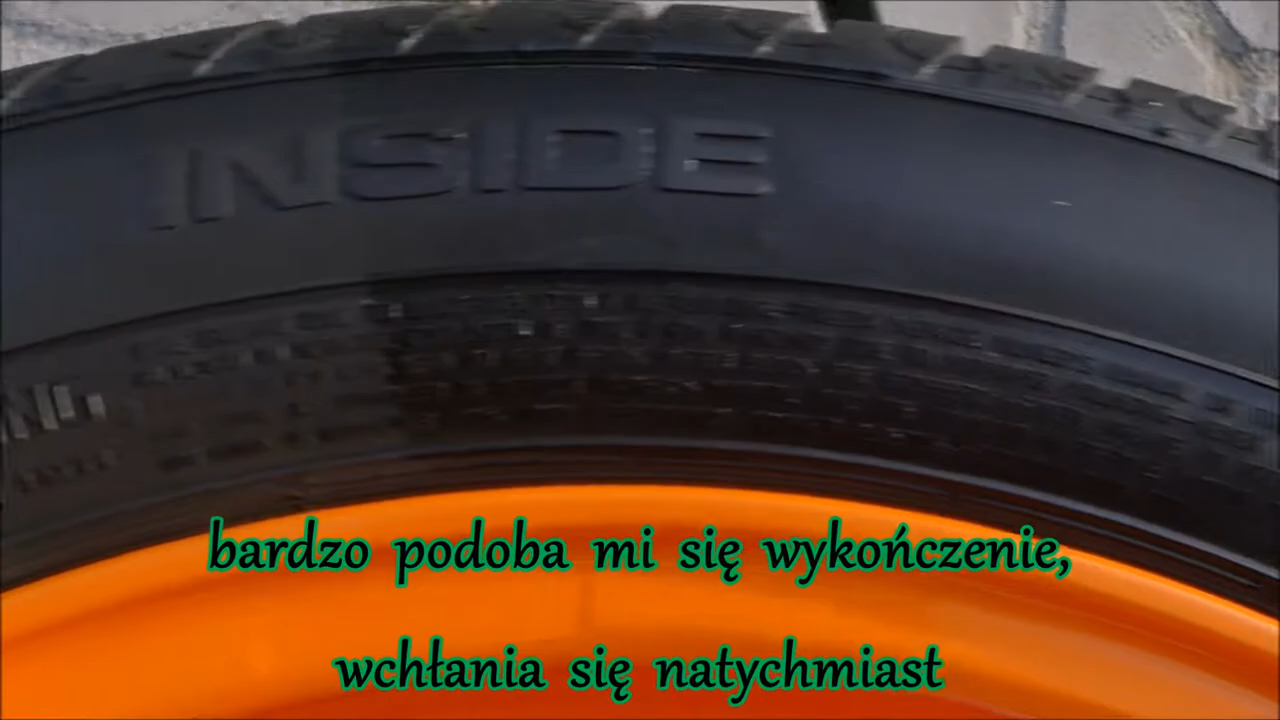 INSIDE
bardzo podoba mi się wykończenie,
wchłania się natychmiast